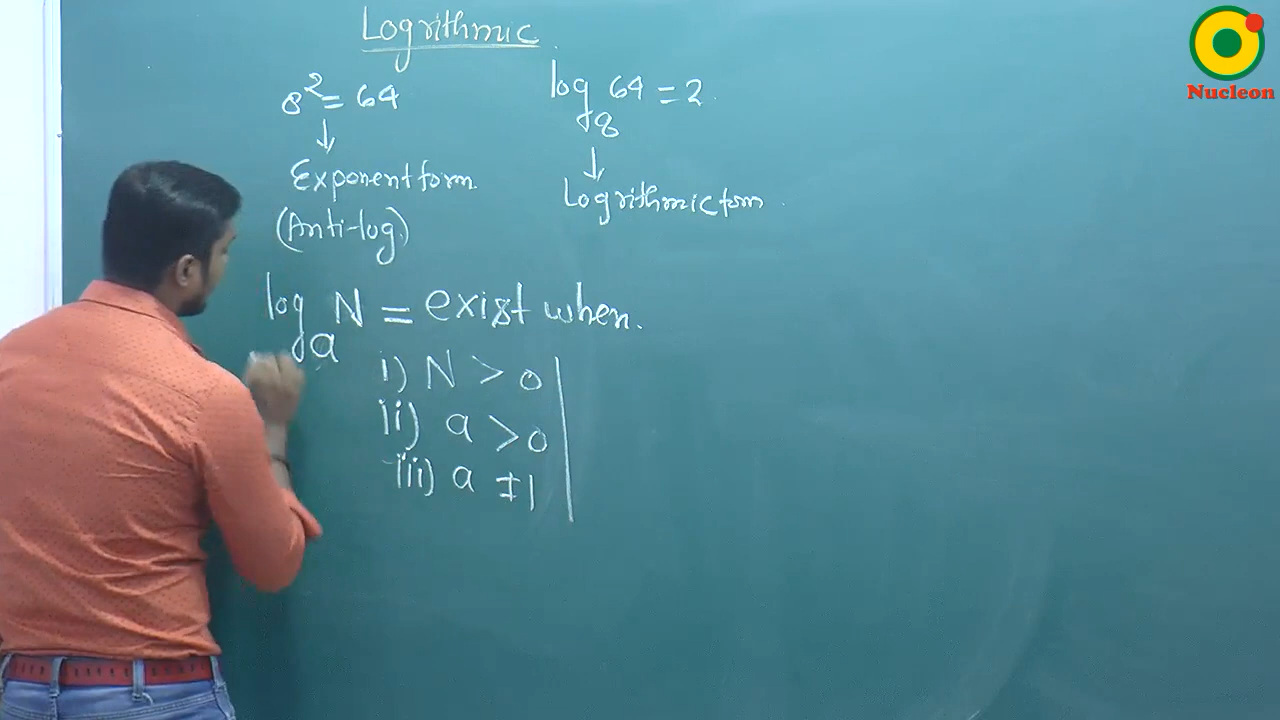 Logrithmic
8² = 64
↓
Exponent form
(Anti-log)
log₈ 64 = 2
↓
Logrithmic form
logₐ N = exist when.
i) N > 0
ii) a > 0
iii) a ≠ 1
Nucleon